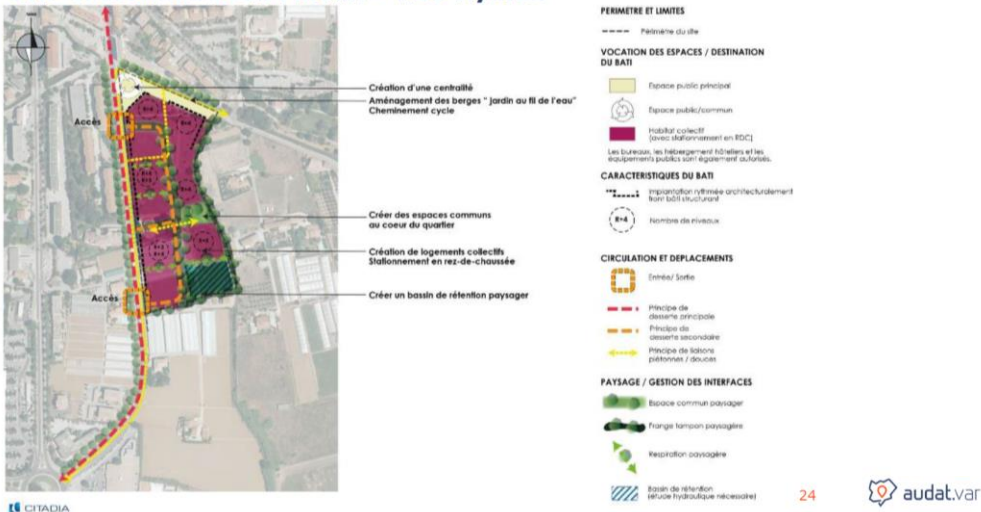 Création d'une centralité
Aménagement des berges " jardin au fil de l'eau"
Cheminement cycle
Accès
Créer des espaces communs
au coeur du quartier
Création de logements collectifs
Stationnement en rez-de-chaussée
Accès
Créer un bassin de rétention paysager
CITADIA
PERIMETRE ET LIMITES
Périmètre du site
VOCATION DES ESPACES / DESTINATION
DU BATI
Espace public principal
Espace public/commun
Habitat collectif
(avec stationnement en RDC)
Les bureaux, les hébergement hôteliers et les
équipements publics sont également autorisés.
CARACTERISTIQUES DU BATI
Implantation rythmée architecturalement
front bâti structurant
R+4
Nombre de niveaux
CIRCULATION ET DEPLACEMENTS
Entrée/ Sortie
Principe de
desserte principale
Principe de
desserte secondaire
Principe de liaisons
piétonnes / douces
PAYSAGE / GESTION DES INTERFACES
Espace commun paysager
Frange tampon paysagère
Respiration paysagère
Bassin de rétention
(étude hydraulique nécessaire)
24
audat.var